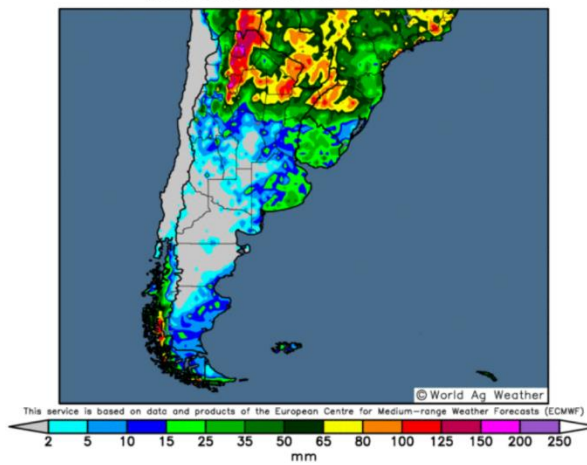 © World Ag Weather
This service is based on data and products of the European Centre for Medium-range Weather Forecasts (ECMWF)
2 5 10 15 25 35 50 65 80 100 125 150 200 250
mm